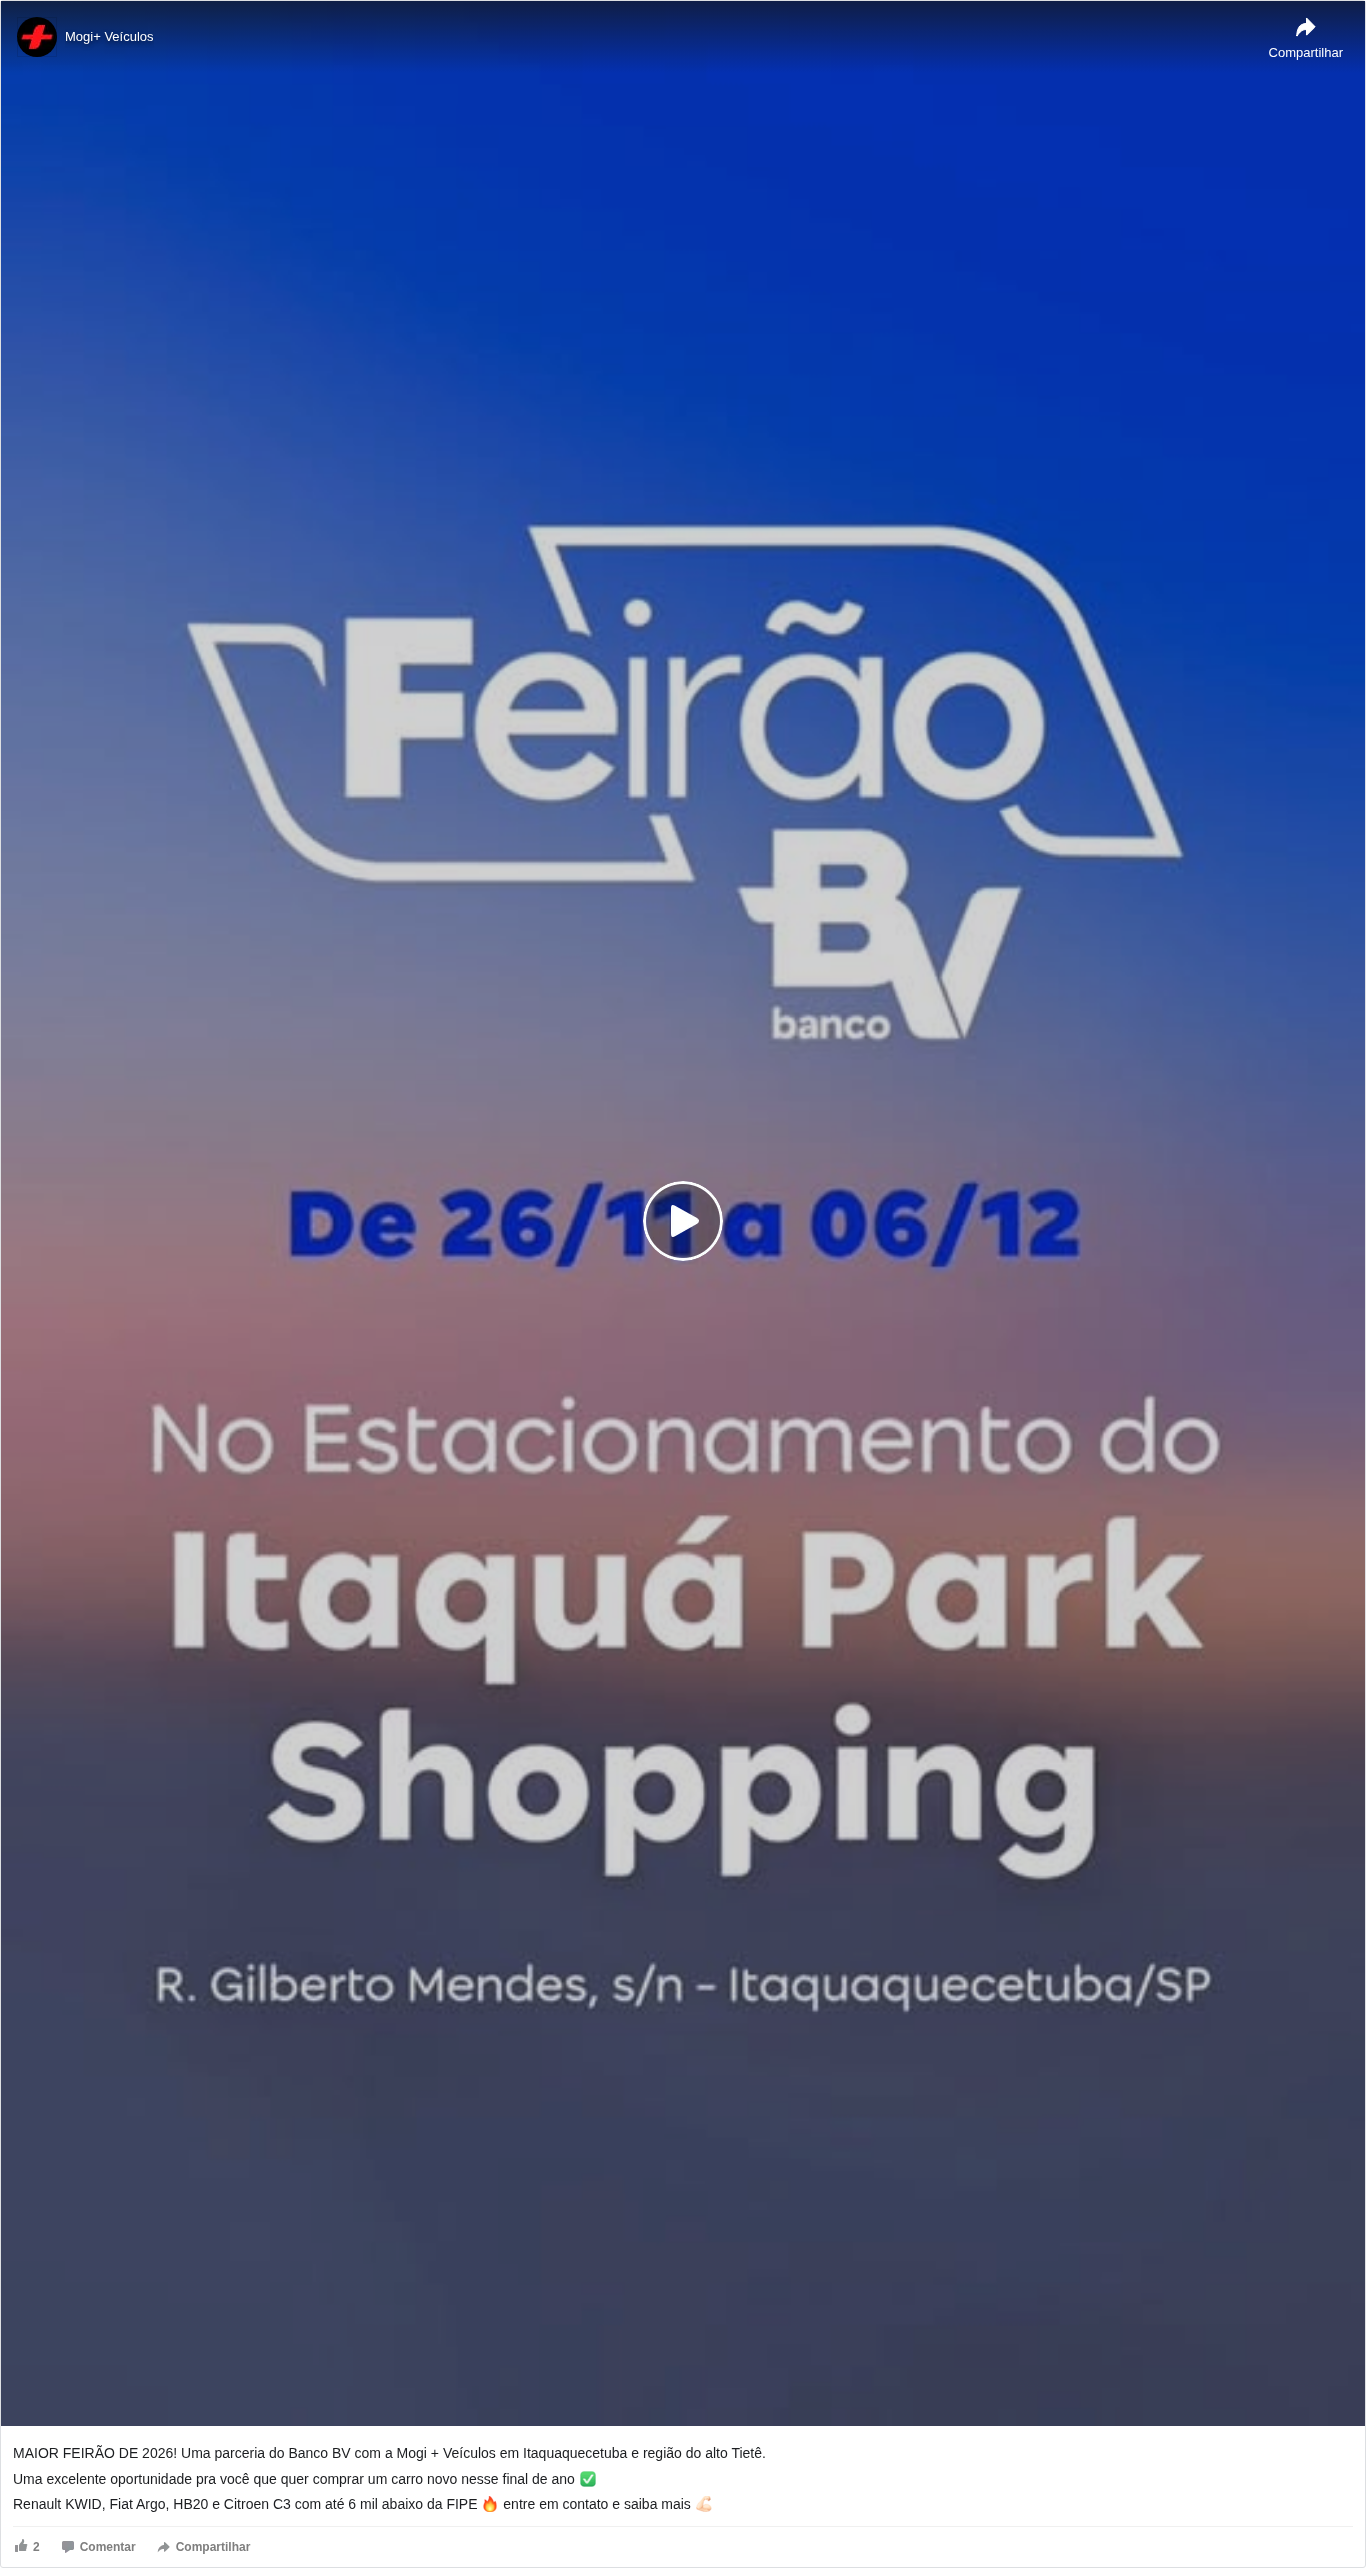 Mogi+ Veículos
Compartilhar
Feirão
BV
banco
De 26/11 a 06/12
No Estacionamento do
Itaquá Park
Shopping
R. Gilberto Mendes, s/n - Itaquaquecetuba/SP
MAIOR FEIRÃO DE 2026! Uma parceria do Banco BV com a Mogi + Veículos em Itaquaquecetuba e região do alto Tietê.
Uma excelente oportunidade pra você que quer comprar um carro novo nesse final de ano ✅
Renault KWID, Fiat Argo, HB20 e Citroen C3 com até 6 mil abaixo da FIPE 🔥 entre em contato e saiba mais 💪🏻
2 Comentar Compartilhar